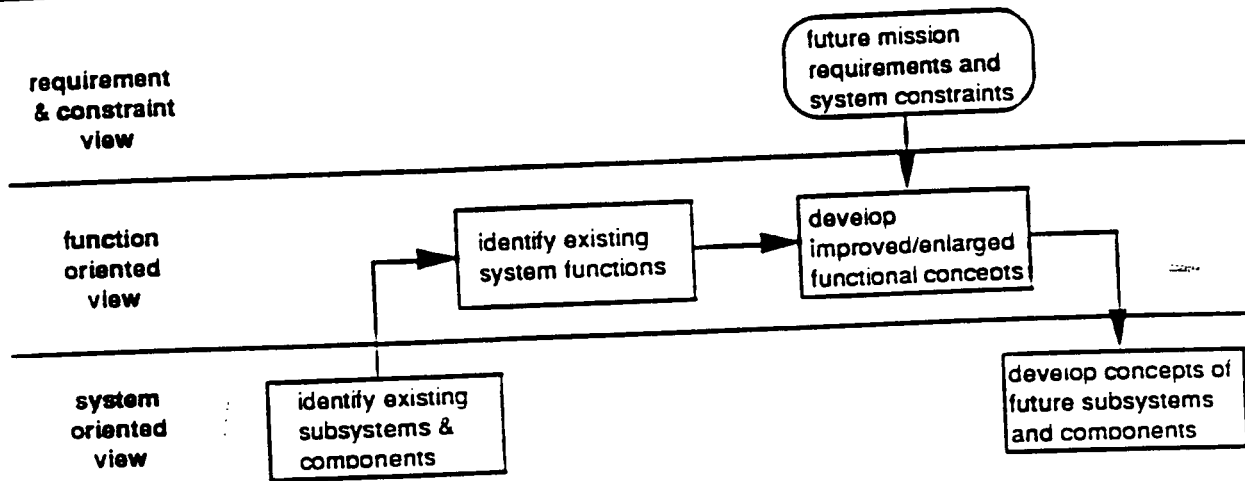 future mission
requirements and
system constraints
requirement
& constraint
view
function
oriented
view
identify existing
system functions
develop
improved/enlarged
functional concepts
system
oriented
view
identify existing
subsystems &
components
develop concepts of
future subsystems
and components